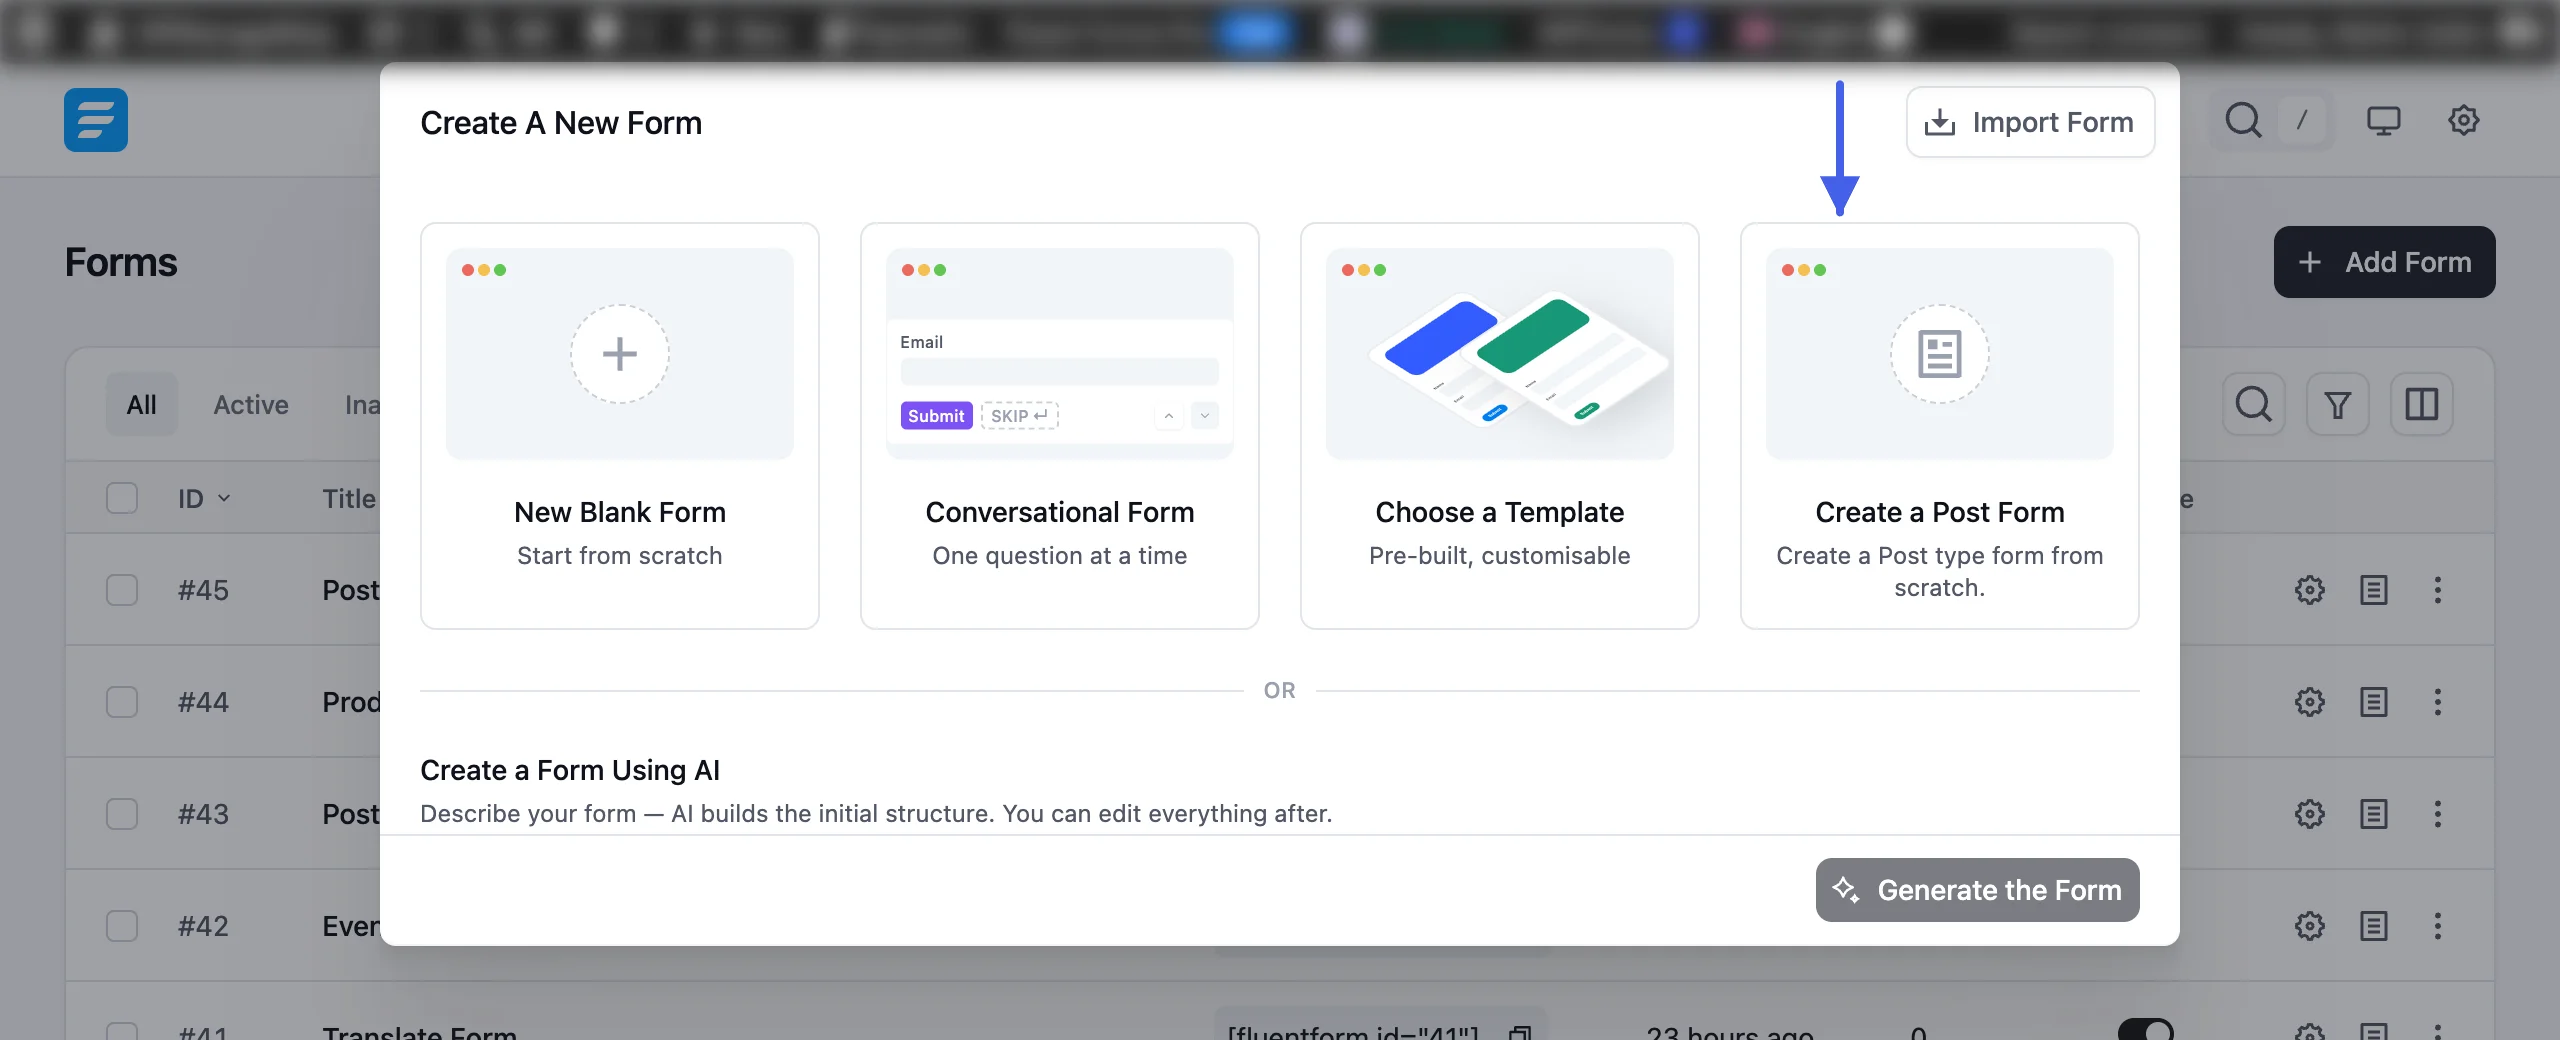 Create A New Form
Import Form
/
Forms
Add Form
Email
Submit
SKIP
New Blank Form
Start from scratch
Conversational Form
One question at a time
Choose a Template
Pre-built, customisable
Create a Post Form
Create a Post type form from
scratch.
All
Active
Ina
ID
Title
e
#45
Post
#44
Prod
#43
Post
#42
Even
OR
Create a Form Using AI
Describe your form — AI builds the initial structure. You can edit everything after.
Generate the Form
#41
Translate Form
[fluentform id="41"]
23 hours ago
0